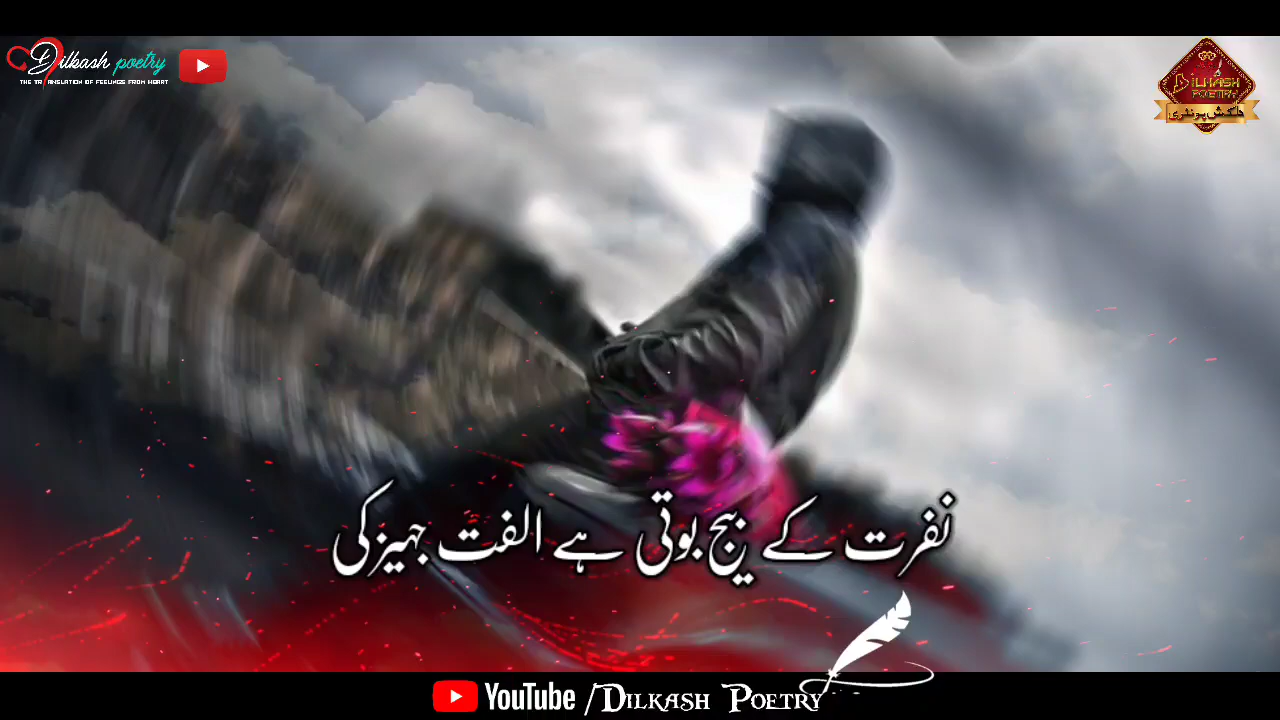 Dilkash poetry
THE TRANSLATION OF FEELINGS FROM HEART
DILKASH
POETRY
دلکش پوئٹری
نفرت کے بیج بوتی ہے الفت جہیز کی
YouTube /Dilkash Poetry